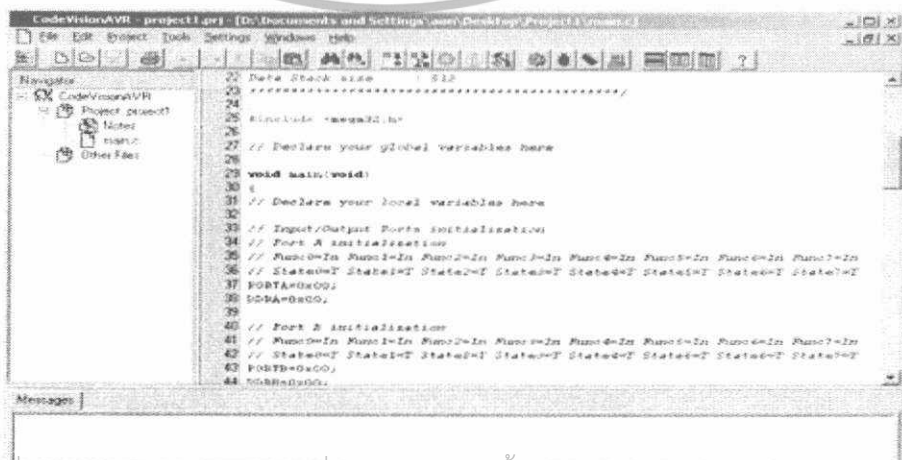 CodeVisionAVR - project1.prj - [D:\Documents and Settings\aum\Desktop\Project1\main.c]
File Edit Project Tools Settings Windows Help
Navigator
CodeVisionAVR
Project: project1
Notes
main.c
Other Files
22 Data Stack size : 512
23 *****************************************************/
24
25 #include <mega32.h>
26
27 // Declare your global variables here
28
29 void main(void)
30 {
31 // Declare your local variables here
32
33 // Input/Output Ports initialization
34 // Port A initialization
35 // Func0=In Func1=In Func2=In Func3=In Func4=In Func5=In Func6=In Func7=In
36 // State0=T State1=T State2=T State3=T State4=T State5=T State6=T State7=T
37 PORTA=0x00;
38 DDRA=0x00;
39
40 // Port B initialization
41 // Func0=In Func1=In Func2=In Func3=In Func4=In Func5=In Func6=In Func7=In
42 // State0=T State1=T State2=T State3=T State4=T State5=T State6=T State7=T
43 PORTB=0x00;
44 DDRB=0x00;
Messages